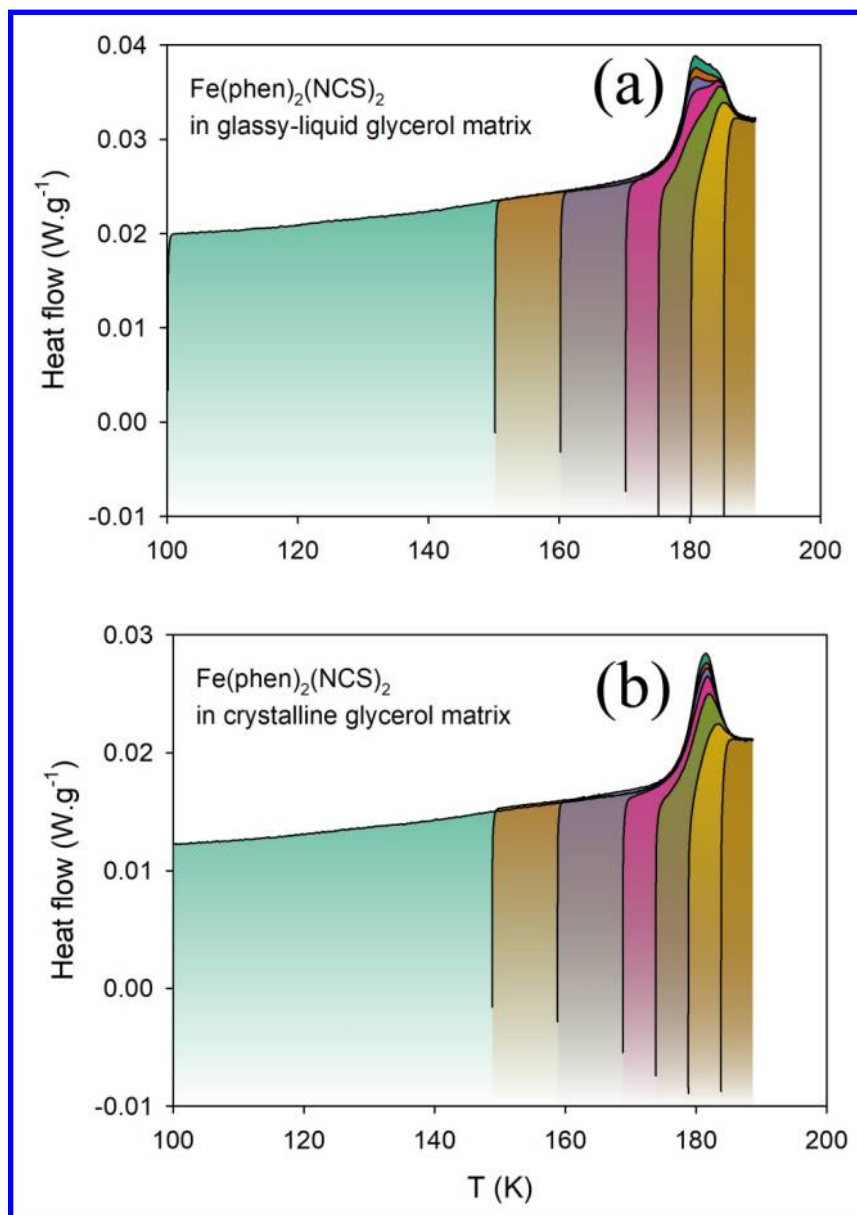 0.04
Fe(phen)₂(NCS)₂
in glassy-liquid glycerol matrix
(a)
0.03
0.02
0.01
0.00
-0.01
Heat flow (W.g⁻¹)
100 120 140 160 180 200
0.03
Fe(phen)₂(NCS)₂
in crystalline glycerol matrix
(b)
0.02
0.01
0.00
-0.01
Heat flow (W.g⁻¹)
100 120 140 160 180 200
T (K)